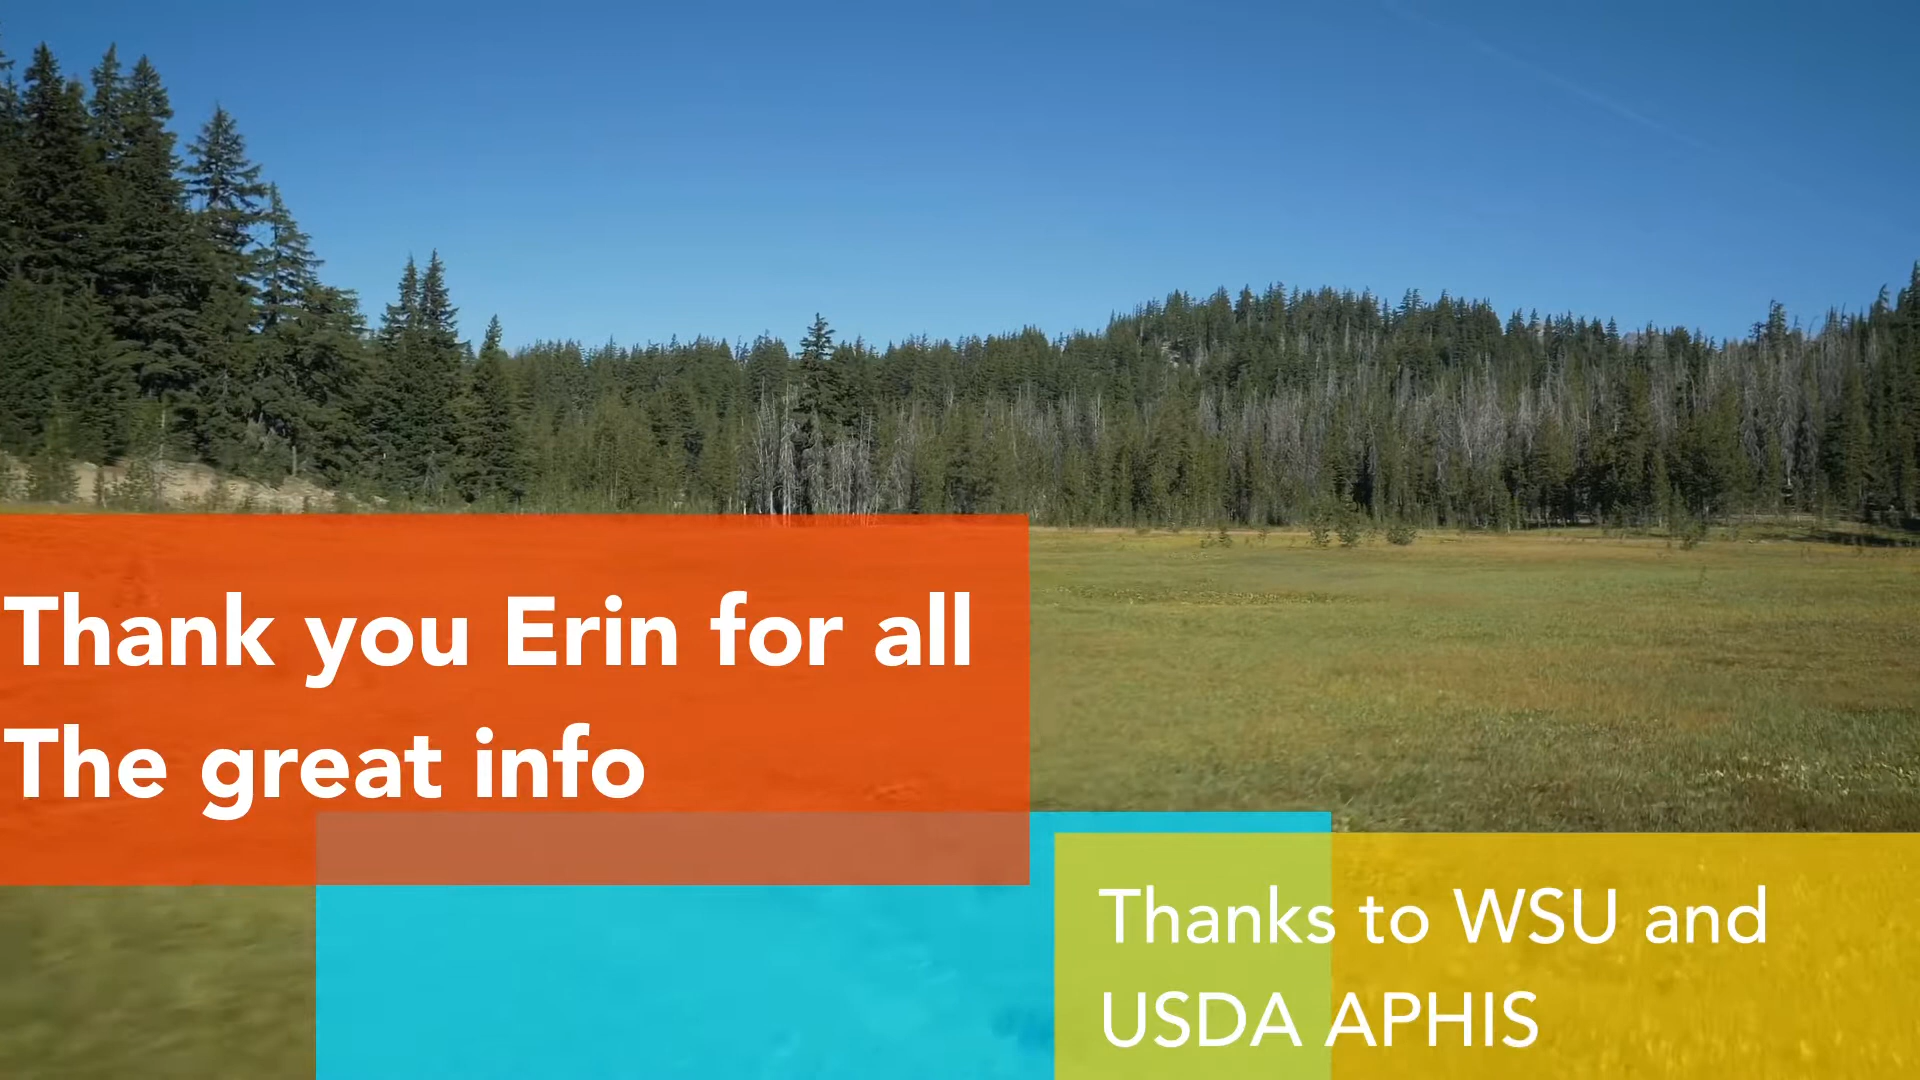 Thank you Erin for all
The great info
Thanks to WSU and
USDA APHIS